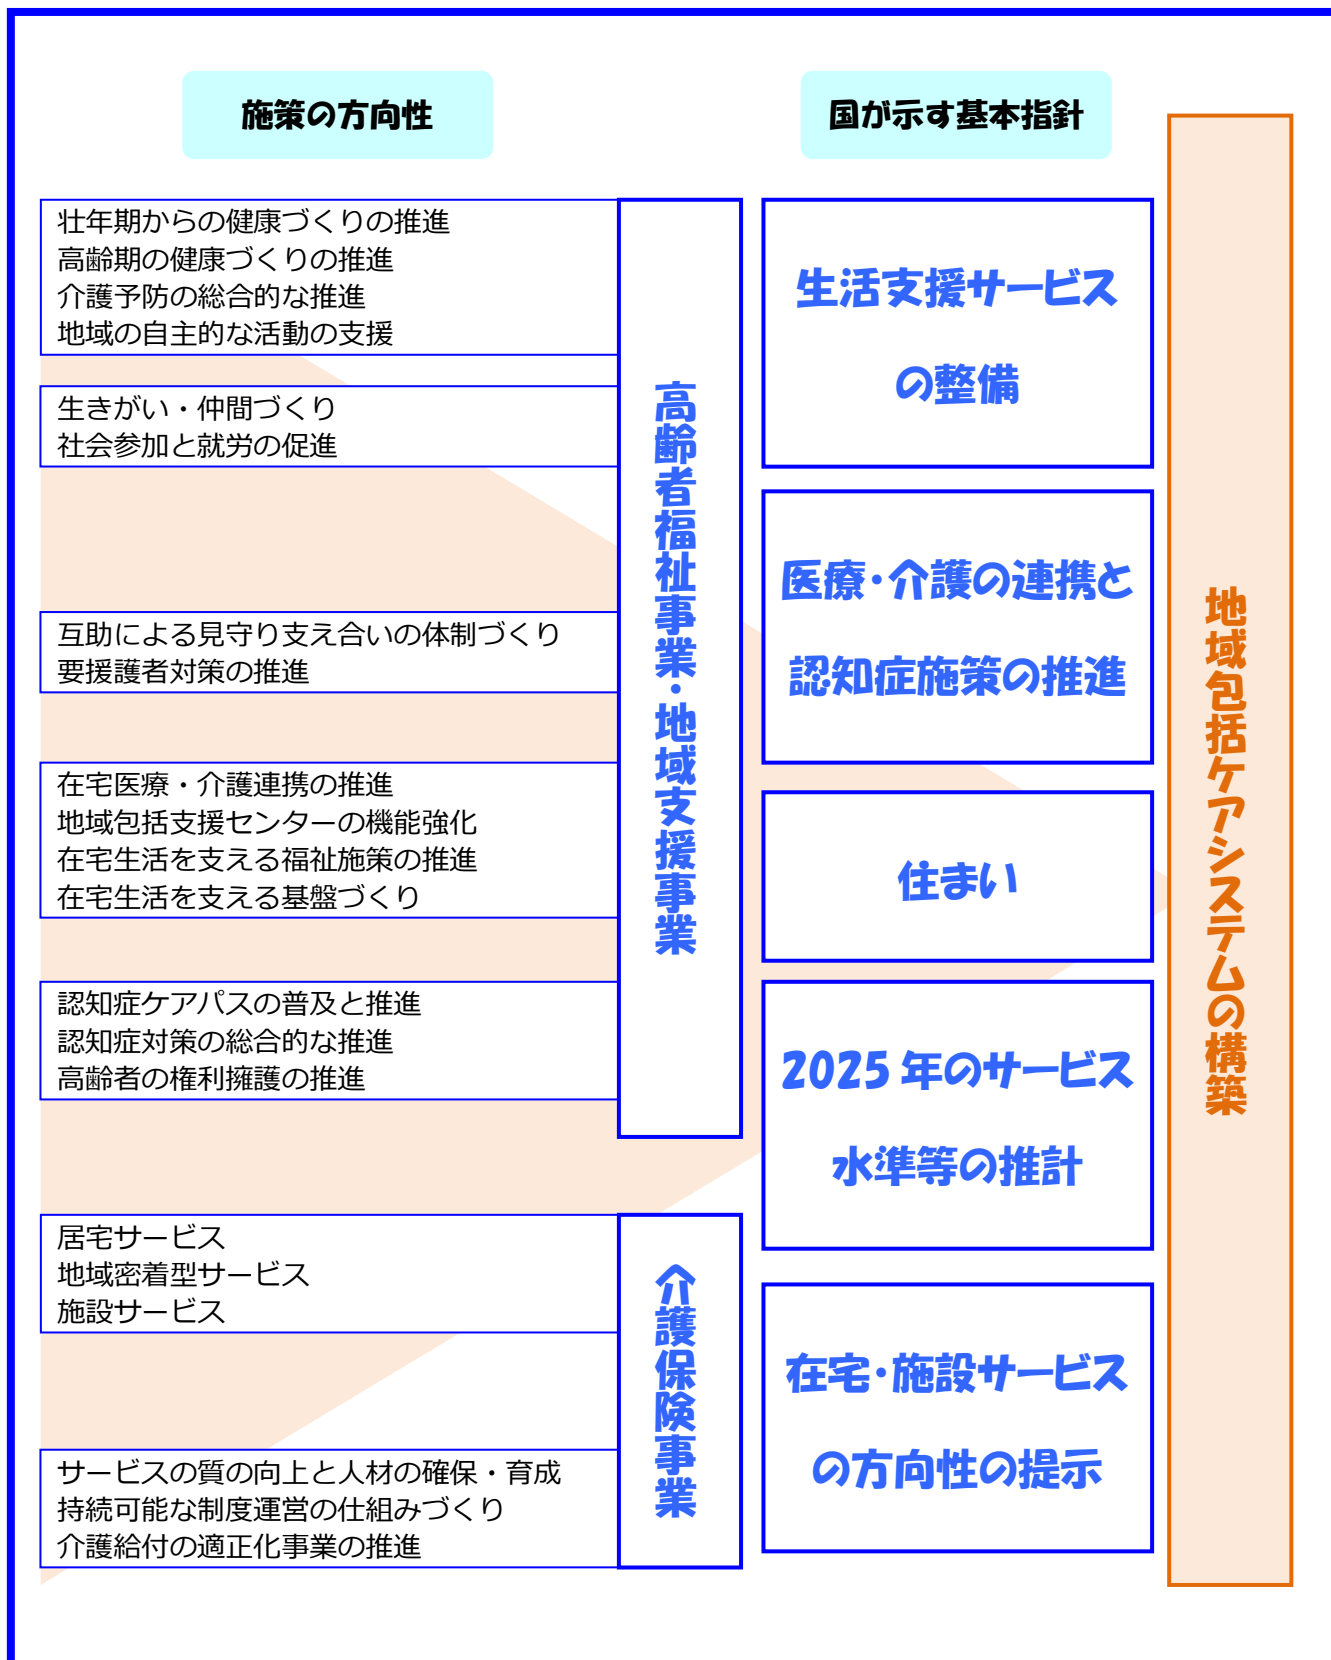 施策の方向性
国が示す基本指針
壮年期からの健康づくりの推進
高齢期の健康づくりの推進
介護予防の総合的な推進
地域の自主的な活動の支援
生きがい・仲間づくり
社会参加と就労の促進
互助による見守り支え合いの体制づくり
要援護者対策の推進
在宅医療・介護連携の推進
地域包括支援センターの機能強化
在宅生活を支える福祉施策の推進
在宅生活を支える基盤づくり
認知症ケアパスの普及と推進
認知症対策の総合的な推進
高齢者の権利擁護の推進
居宅サービス
地域密着型サービス
施設サービス
サービスの質の向上と人材の確保・育成
持続可能な制度運営の仕組みづくり
介護給付の適正化事業の推進
高齢者福祉事業・地域支援事業
介護保険事業
生活支援サービス
の整備
医療・介護の連携と
認知症施策の推進
住まい
2025年のサービス
水準等の推計
在宅・施設サービス
の方向性の提示
地域包括ケアシステムの構築